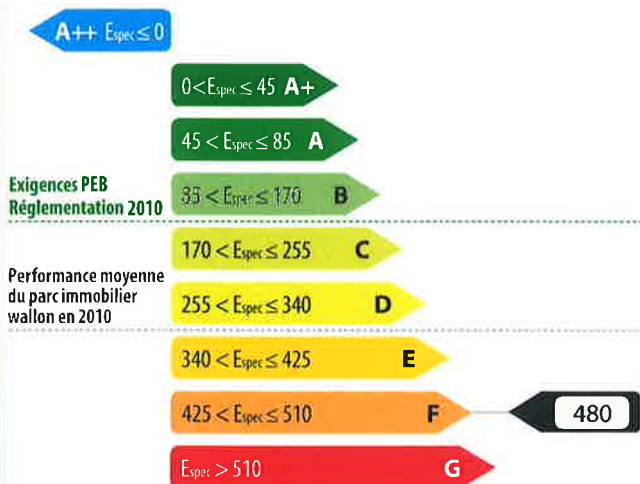 A++ Espec ≤ 0
0 < Espec ≤ 45 A+
45 < Espec ≤ 85 A
Exigences PEB
Réglementation 2010
85 < Espec ≤ 170 B
170 < Espec ≤ 255 C
Performance moyenne
du parc immobilier
wallon en 2010
255 < Espec ≤ 340 D
340 < Espec ≤ 425 E
425 < Espec ≤ 510 F
480
Espec > 510 G